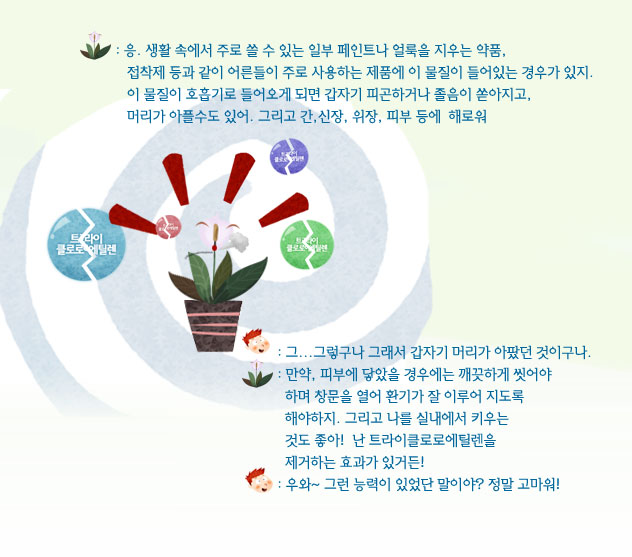 : 응. 생활 속에서 주로 쓸 수 있는 일부 페인트나 얼룩을 지우는 약품,
접착제 등과 같이 어른들이 주로 사용하는 제품에 이 물질이 들어있는 경우가 있지.
이 물질이 호흡기로 들어오게 되면 갑자기 피곤하거나 졸음이 쏟아지고,
머리가 아플수도 있어. 그리고 간,신장, 위장, 피부 등에 해로워
트라이
클로로에틸렌
트라이
클로로에틸렌
트라이
클로로에틸렌
트라이
클로로에틸렌
: 그...그렇구나 그래서 갑자기 머리가 아팠던 것이구나.
: 만약, 피부에 닿았을 경우에는 깨끗하게 씻어야
하며 창문을 열어 환기가 잘 이루어 지도록
해야하지. 그리고 나를 실내에서 키우는
것도 좋아! 난 트라이클로로에틸렌을
제거하는 효과가 있거든!
: 우와~ 그런 능력이 있었단 말이야? 정말 고마워!